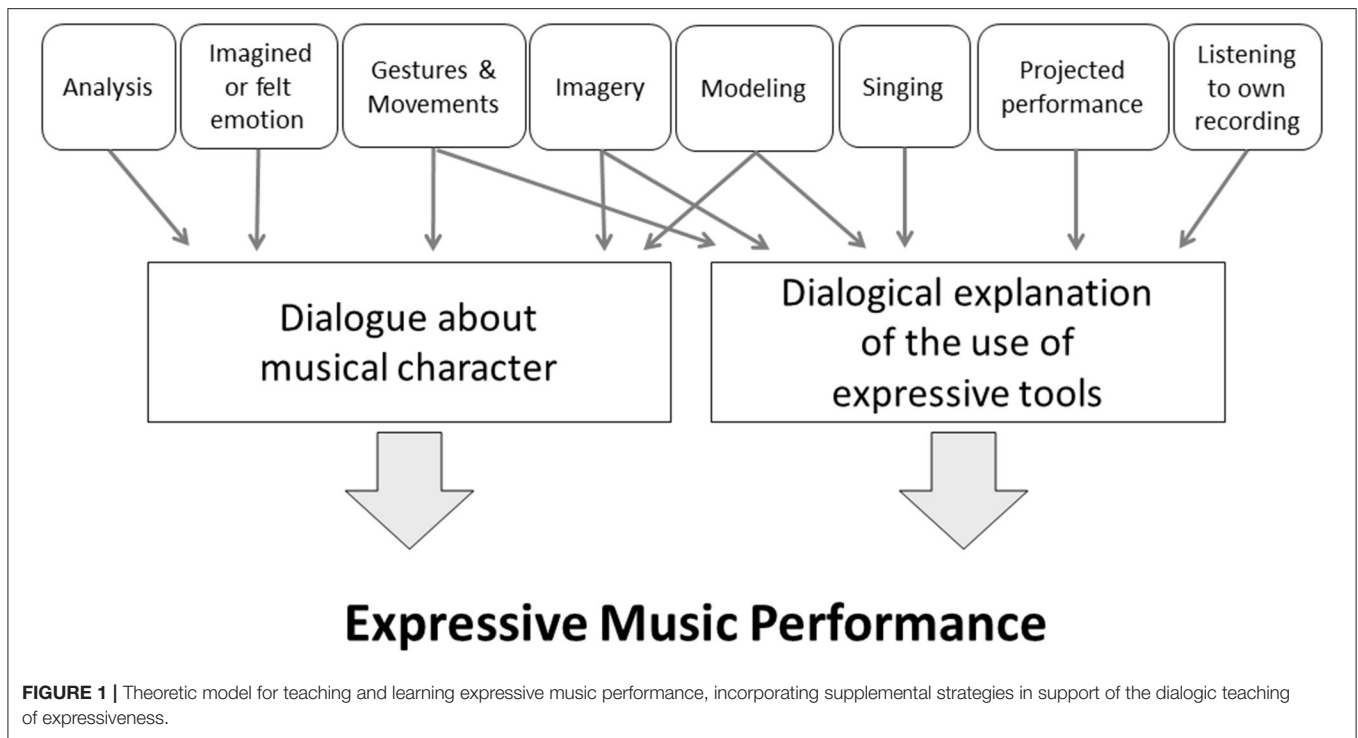 Analysis
Imagined
or felt
emotion
Gestures &
Movements
Imagery
Modeling
Singing
Projected
performance
Listening
to own
recording
Dialogue about
musical character
Dialogical explanation
of the use of
expressive tools
Expressive Music Performance
FIGURE 1 | Theoretic model for teaching and learning expressive music performance, incorporating supplemental strategies in support of the dialogic teaching
of expressiveness.